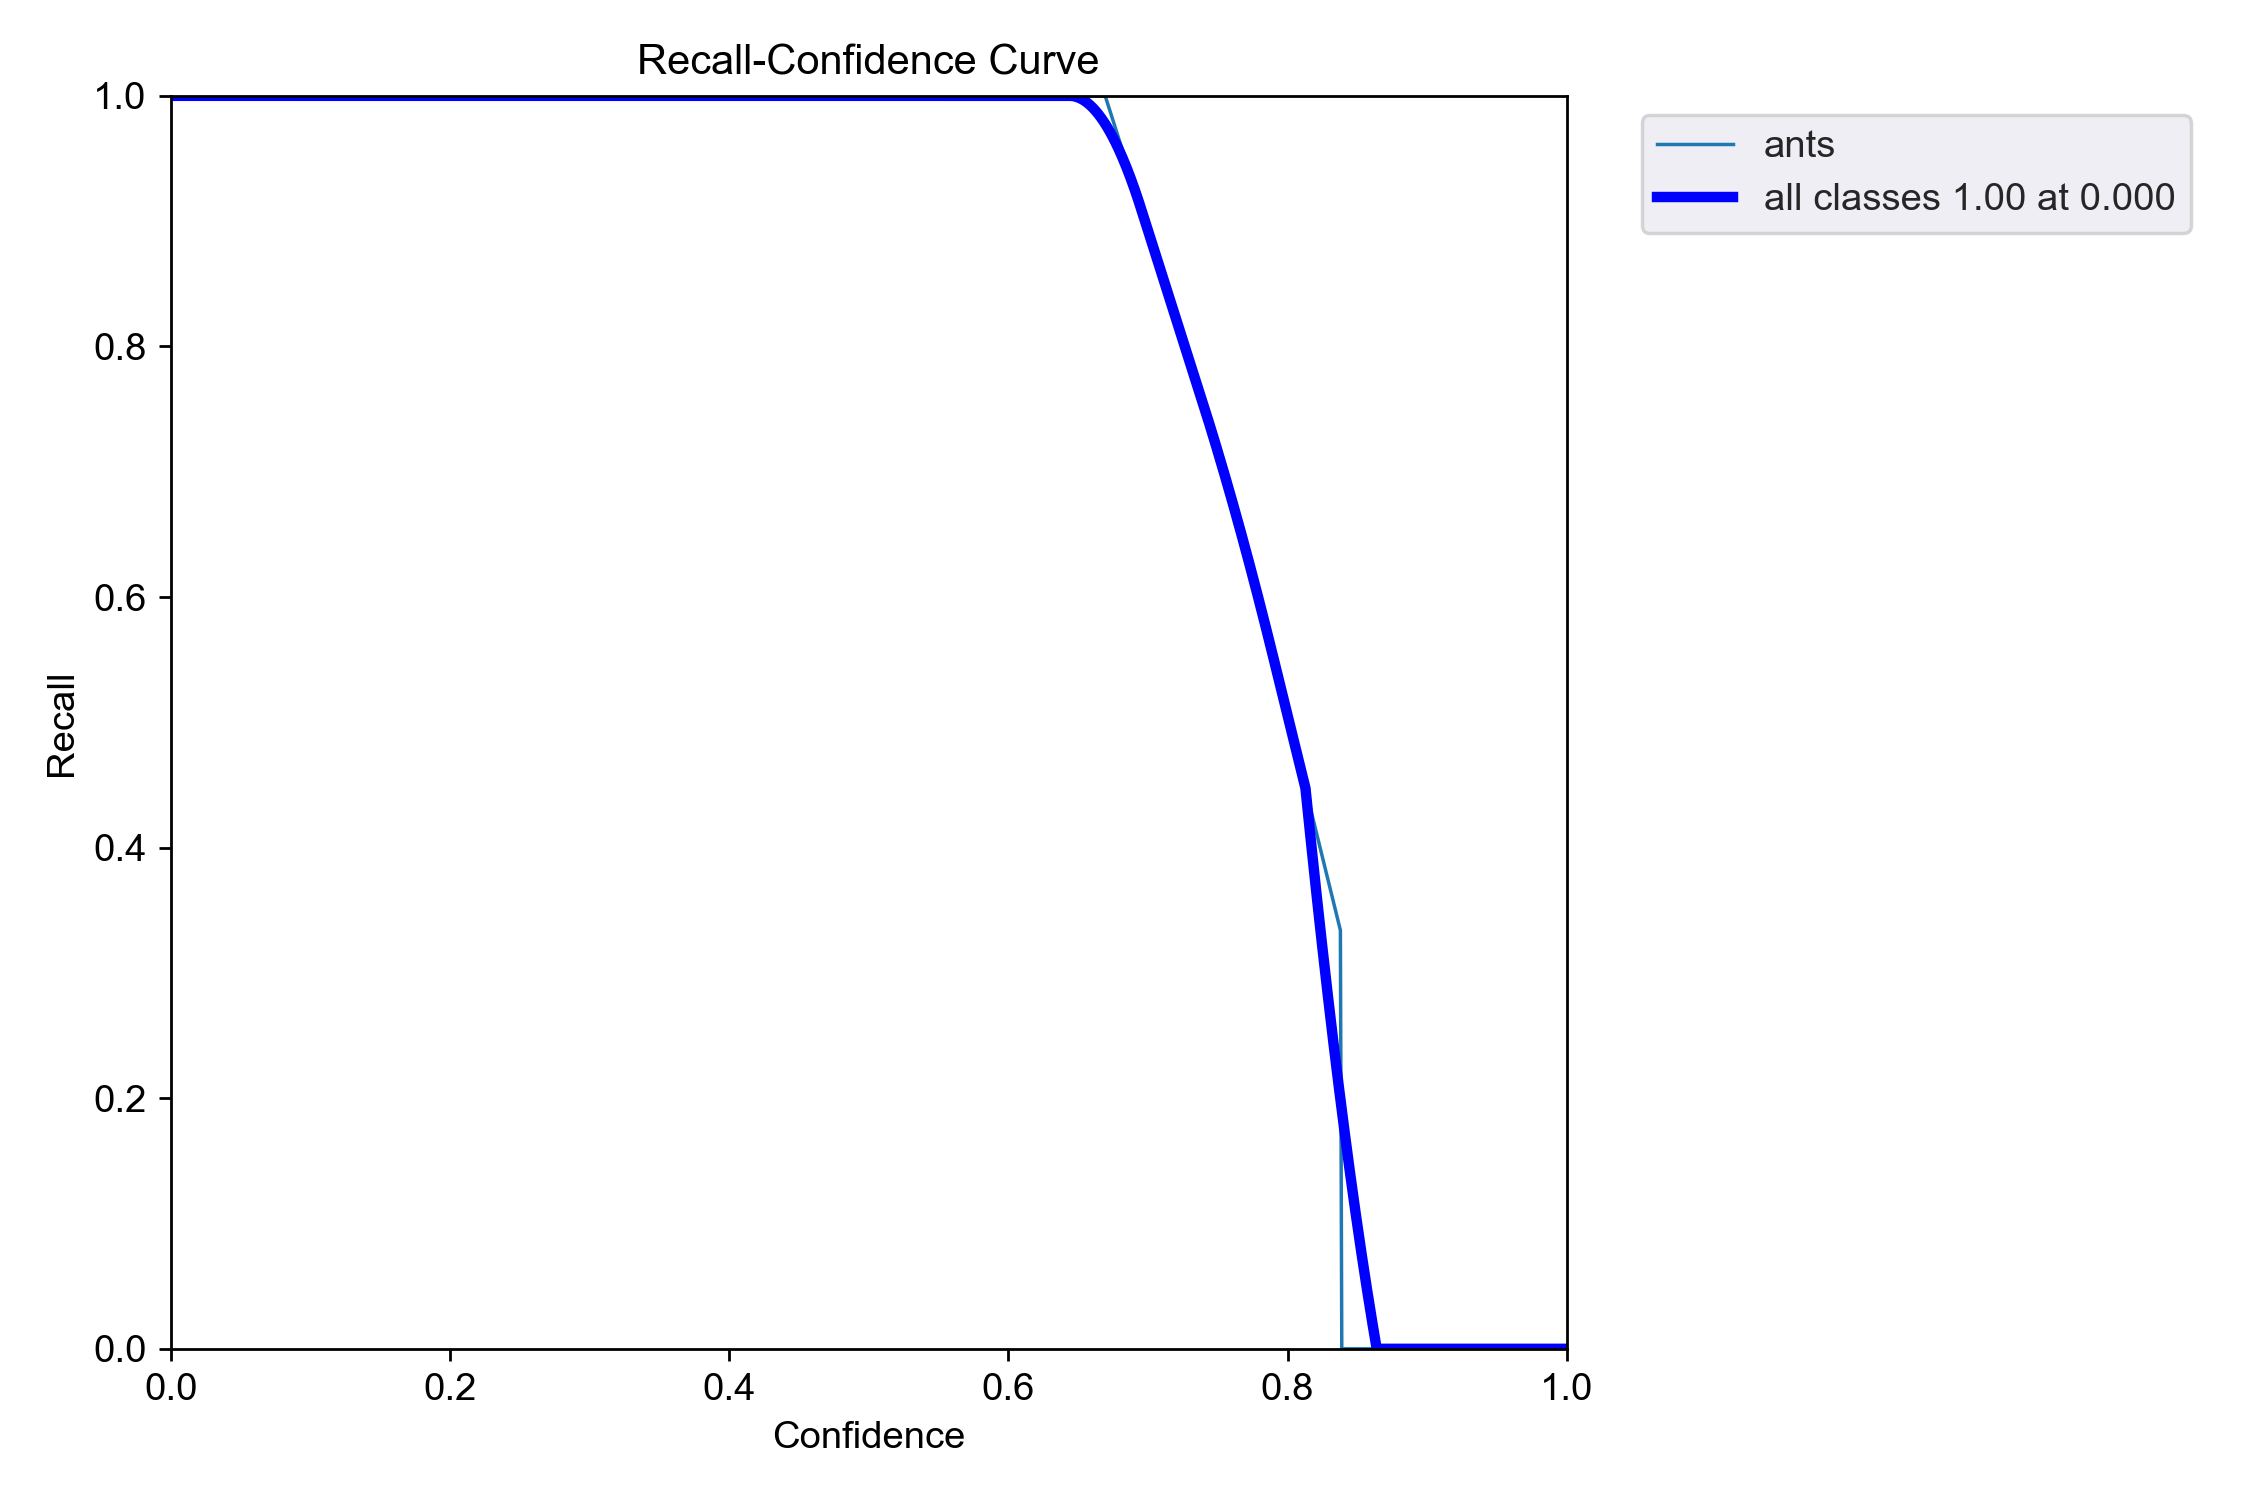 Recall-Confidence Curve
1.0
0.8
0.6
0.4
0.2
0.0
Recall
0.0 0.2 0.4 0.6 0.8 1.0
Confidence
ants
all classes 1.00 at 0.000